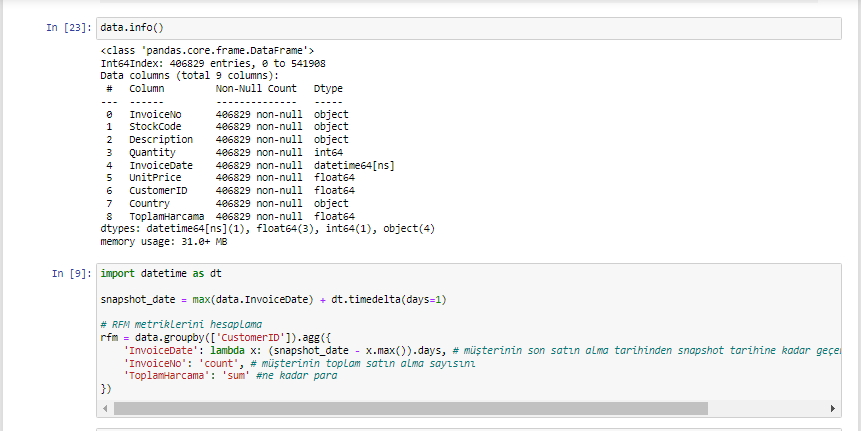 In [23]: data.info()
<class 'pandas.core.frame.DataFrame'>
Int64Index: 406829 entries, 0 to 541908
Data columns (total 9 columns):
 #   Column         Non-Null Count   Dtype
---  ------         --------------   -----
 0   InvoiceNo      406829 non-null  object
 1   StockCode      406829 non-null  object
 2   Description    406829 non-null  object
 3   Quantity       406829 non-null  int64
 4   InvoiceDate    406829 non-null  datetime64[ns]
 5   UnitPrice      406829 non-null  float64
 6   CustomerID     406829 non-null  float64
 7   Country        406829 non-null  object
 8   ToplamHarcama  406829 non-null  float64
dtypes: datetime64[ns](1), float64(3), int64(1), object(4)
memory usage: 31.0+ MB
In [9]: import datetime as dt
snapshot_date = max(data.InvoiceDate) + dt.timedelta(days=1)
# RFM metriklerini hesaplama
rfm = data.groupby(['CustomerID']).agg({
    'InvoiceDate': lambda x: (snapshot_date - x.max()).days, # müşterinin son satın alma tarihinden snapshot tarihine kadar
    'InvoiceNo': 'count', # müşterinin toplam satın alma sayısını
    'ToplamHarcama': 'sum' #ne kadar para
})